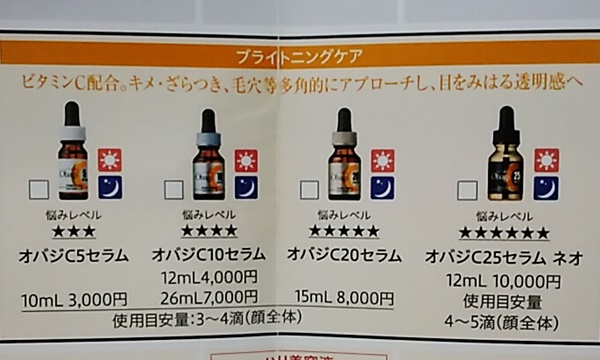 ブライトニングケア
ビタミンC配合。キメ・ざらつき、毛穴等多角的にアプローチし、目をみはる透明感へ
悩みレベル
★★★
オバジC5セラム
10mL 3,000円
悩みレベル
★★★★
オバジC10セラム
12mL4,000円
26mL7,000円
悩みレベル
★★★★★
オバジC20セラム
15mL 8,000円
使用目安量:3〜4滴(顔全体)
25
悩みレベル
★★★★★★
オバジC25セラム ネオ
12mL 10,000円
使用目安量
4〜5滴(顔全体)